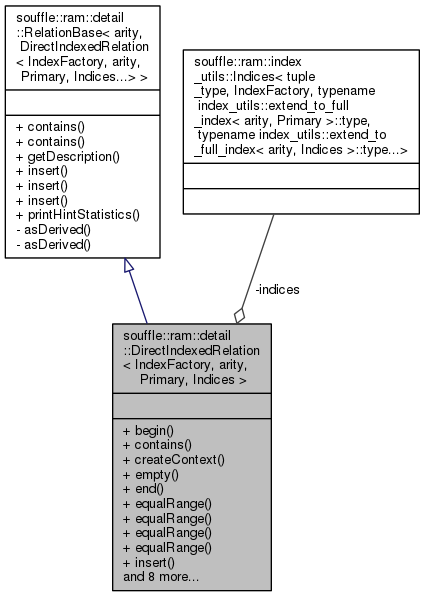 souffle::ram::detail
::RelationBase< arity,
DirectIndexedRelation
< IndexFactory, arity,
Primary, Indices...> >
+ contains()
+ contains()
+ getDescription()
+ insert()
+ insert()
+ insert()
+ printHintStatistics()
- asDerived()
- asDerived()
souffle::ram::index
_utils::Indices< tuple
_type, IndexFactory, typename
index_utils::extend_to_full
_index< arity, Primary >::type,
typename index_utils::extend_to
_full_index< arity, Indices >::type...>
-indices
souffle::ram::detail
::DirectIndexedRelation
< IndexFactory, arity,
Primary, Indices >
+ begin()
+ contains()
+ createContext()
+ empty()
+ end()
+ equalRange()
+ equalRange()
+ equalRange()
+ equalRange()
+ insert()
and 8 more...